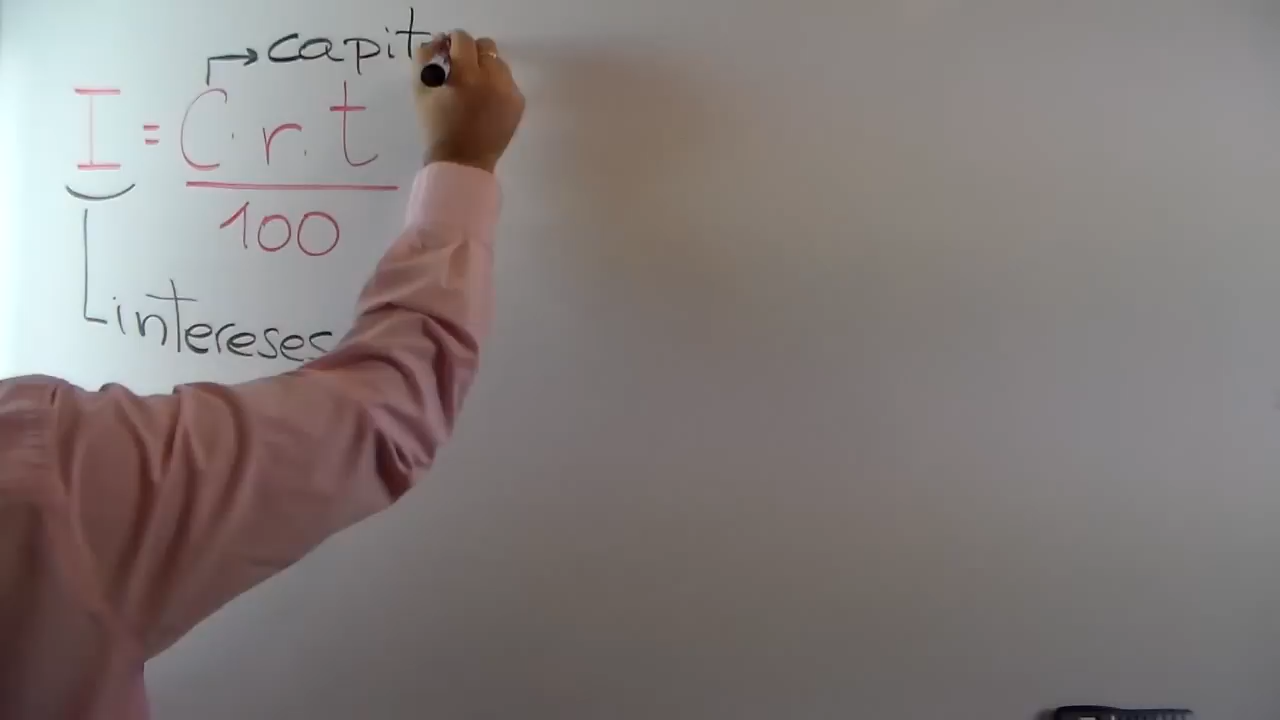 capit
I = C. r. t
100
intereses